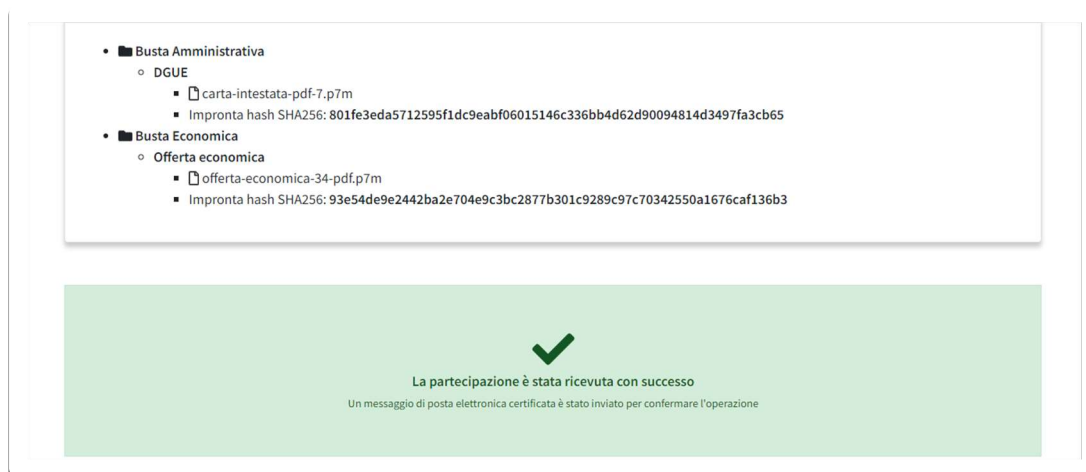 Busta Amministrativa
DGUE
carta-intestata-pdf-7.p7m
Impronta hash SHA256: 801fe3eda5712595f1dc9eabf06015146c336bb4d62d90094814d3497fa3cb65
Busta Economica
Offerta economica
offerta-economica-34-pdf.p7m
Impronta hash SHA256: 93e54de9e2442ba2e704e9c3bc2877b301c9289c97c70342550a1676caf136b3
La partecipazione è stata ricevuta con successo
Un messaggio di posta elettronica certificata è stato inviato per confermare l'operazione